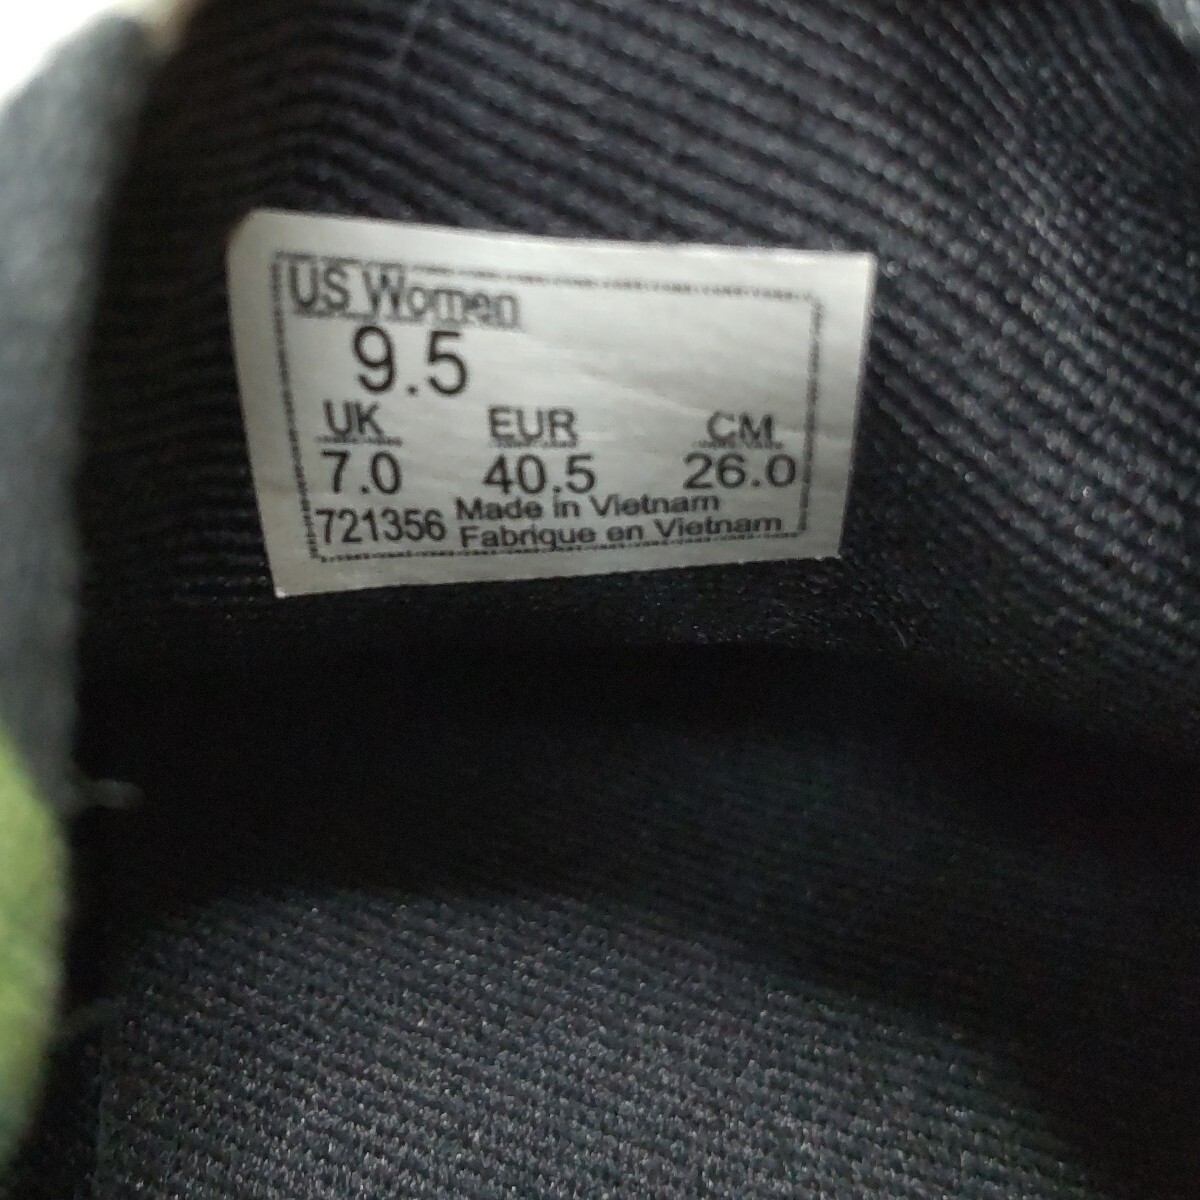 US Women
9.5
UK EUR CM
7.0 40.5 26.0
721356 Made in Vietnam
Fabrique en Vietnam